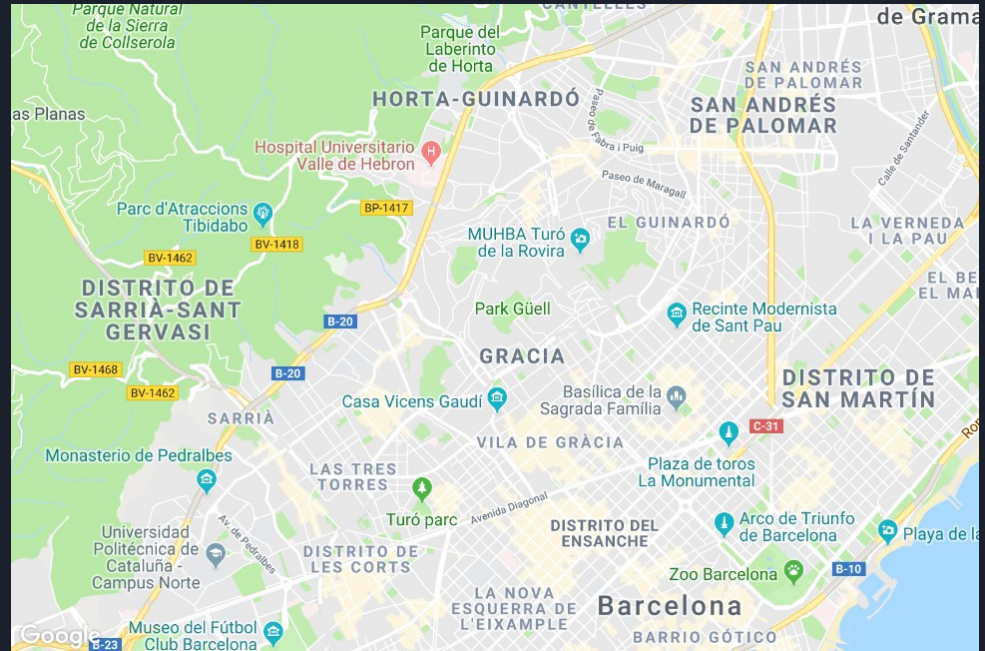 Parque Natural
de la Sierra
de Collserola
Parque del
Laberinto
de Horta
de Grama
as Planas
HORTA-GUINARDÓ
SAN ANDRÉS
DE PALOMAR
SAN ANDRÉS
DE PALOMAR
Paseo de Fabra i Puig
Calle de Santander
Hospital Universitario
Valle de Hebron
H
Paseo de Maragall
Parc d'Atraccions
Tibidabo
BP-1417
BV-1418
BV-1462
MUHBA Turó
de la Rovira
EL GUINARDÓ
LA VERNEDA
I LA PAU
EL BE
EL MA
DISTRITO DE
SARRIÀ-SANT
GERVASI
Park Güell
Recinte Modernista
de Sant Pau
B-20
GRACIA
BV-1468
B-20
BV-1462
DISTRITO DE
SAN MARTÍN
Casa Vicens Gaudí
Basílica de la
Sagrada Família
SARRIÀ
C-31
VILA DE GRÀCIA
Monasterio de Pedralbes
LAS TRES
TORRES
Plaza de toros
La Monumental
Turó parc
Avenida Diagonal
DISTRITO DEL
ENSANCHE
Arco de Triunfo
de Barcelona
Playa de la
Universidad
Politécnica de
Cataluña -
Campus Norte
Av. de Pedralbes
DISTRITO DE
LES CORTS
Zoo Barcelona
B-10
LA NOVA
ESQUERRA DE
L'EIXAMPLE
Barcelona
BARRIO GÓTICO
Museo del Fútbol
Club Barcelona
Google
B-23